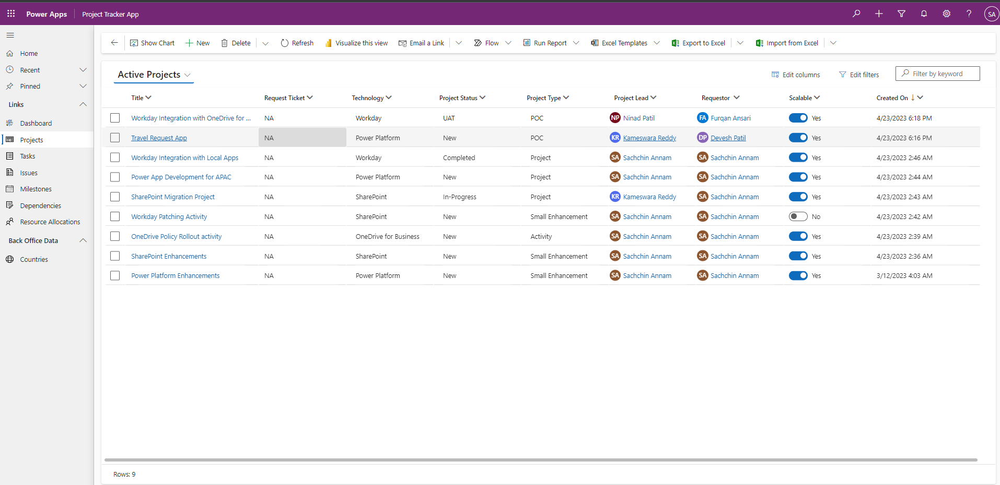 Power Apps Project Tracker App SA
Show Chart New Delete Refresh Visualize this view Email a Link Flow Run Report Excel Templates Export to Excel Import from Excel
Home
Recent
Pinned
Links
Dashboard
Projects
Tasks
Issues
Milestones
Dependencies
Resource Allocations
Back Office Data
Countries
Active Projects Edit columns Edit filters Filter by keyword
Title Request Ticket Technology Project Status Project Type Project Lead Requestor Scalable Created On
Workday Integration with OneDrive for ... NA Workday UAT POC NP Ninad Patil FA Furqan Ansari Yes 4/23/2023 6:18 PM
Travel Request App NA Power Platform New POC KR Kameswara Reddy DP Devesh Patil Yes 4/23/2023 6:16 PM
Workday Integration with Local Apps NA Workday Completed Project SA Sachchin Annam SA Sachchin Annam Yes 4/23/2023 2:46 AM
Power App Development for APAC NA Power Platform New Project SA Sachchin Annam SA Sachchin Annam Yes 4/23/2023 2:44 AM
SharePoint Migration Project NA SharePoint In-Progress Project KR Kameswara Reddy SA Sachchin Annam Yes 4/23/2023 2:43 AM
Workday Patching Activity NA SharePoint New Small Enhancement SA Sachchin Annam SA Sachchin Annam No 4/23/2023 2:42 AM
OneDrive Policy Rollout activity NA OneDrive for Business New Activity SA Sachchin Annam SA Sachchin Annam Yes 4/23/2023 2:39 AM
SharePoint Enhancements NA SharePoint New Small Enhancement SA Sachchin Annam SA Sachchin Annam Yes 4/23/2023 2:36 AM
Power Platform Enhancements NA Power Platform New Small Enhancement SA Sachchin Annam SA Sachchin Annam Yes 3/12/2023 4:03 AM
Rows: 9